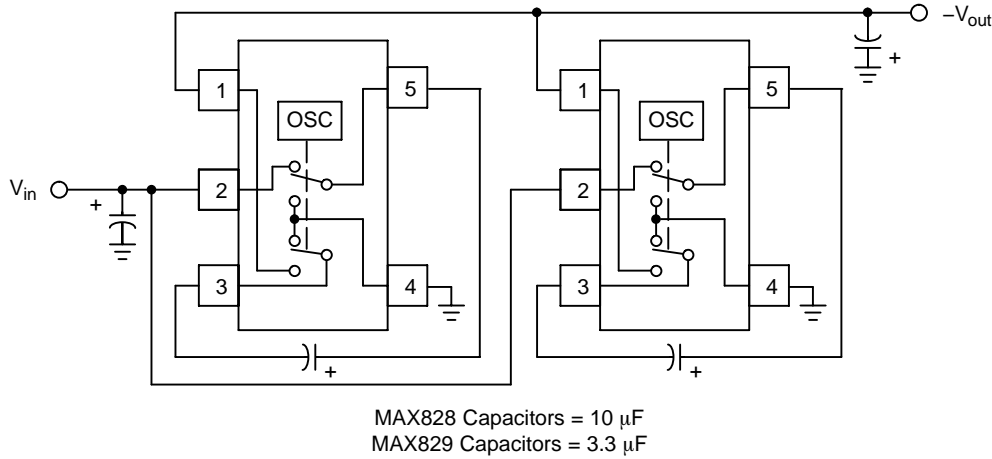 −Vout
+
1
5
1
5
OSC
OSC
Vin
2
2
+
3
4
3
4
+
+
MAX828 Capacitors = 10 μF
MAX829 Capacitors = 3.3 μF